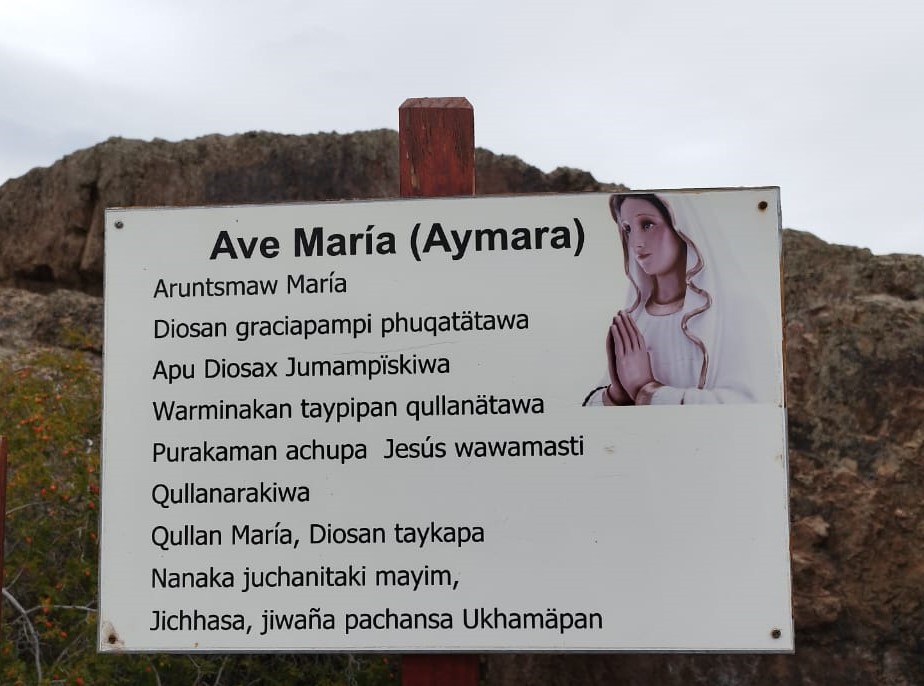 Ave María (Aymara)
Aruntsmaw María
Diosan graciapampi phuqatätawa
Apu Diosax Jumampïskiwa
Warminakan taypipan qullanätawa
Purakaman achupa Jesús wawamasti
Qullanarakiwa
Qullan María, Diosan taykapa
Nanaka juchanitaki mayim,
Jichhasa, jiwaña pachansa Ukhamäpan